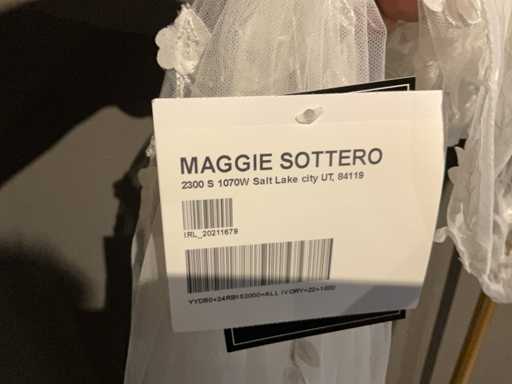 MAGGIE SOTTERO
2300 S 1070W Salt Lake city UT, 84119
IRL_20211679